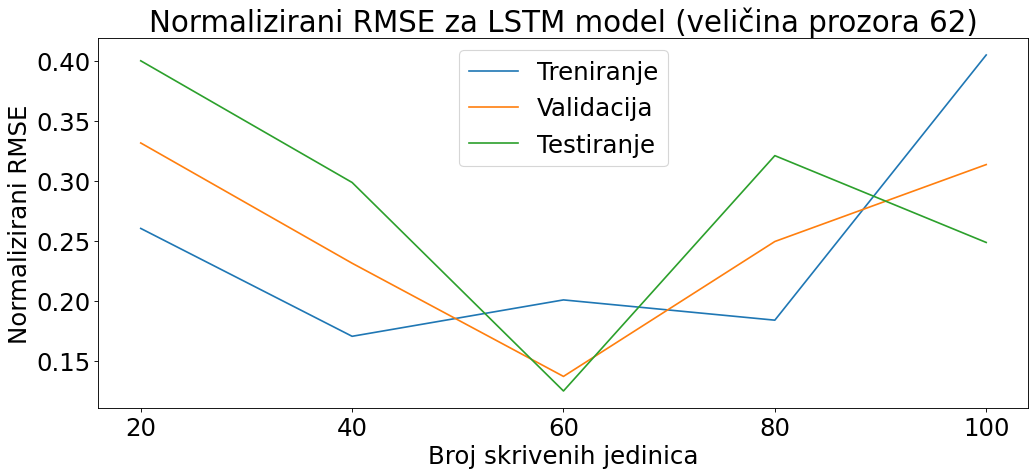 Normalizirani RMSE za LSTM model (veličina prozora 62)
Normalizirani RMSE
0.40
0.35
0.30
0.25
0.20
0.15
Treniranje
Validacija
Testiranje
20 40 60 80 100
Broj skrivenih jedinica